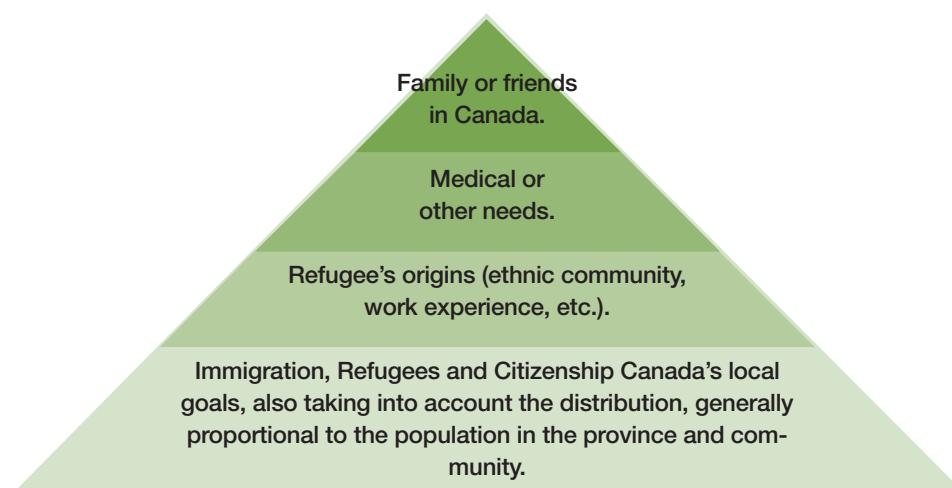 Family or friends
in Canada.
Medical or
other needs.
Refugee’s origins (ethnic community,
work experience, etc.).
Immigration, Refugees and Citizenship Canada’s local
goals, also taking into account the distribution, generally
proportional to the population in the province and com-
munity.